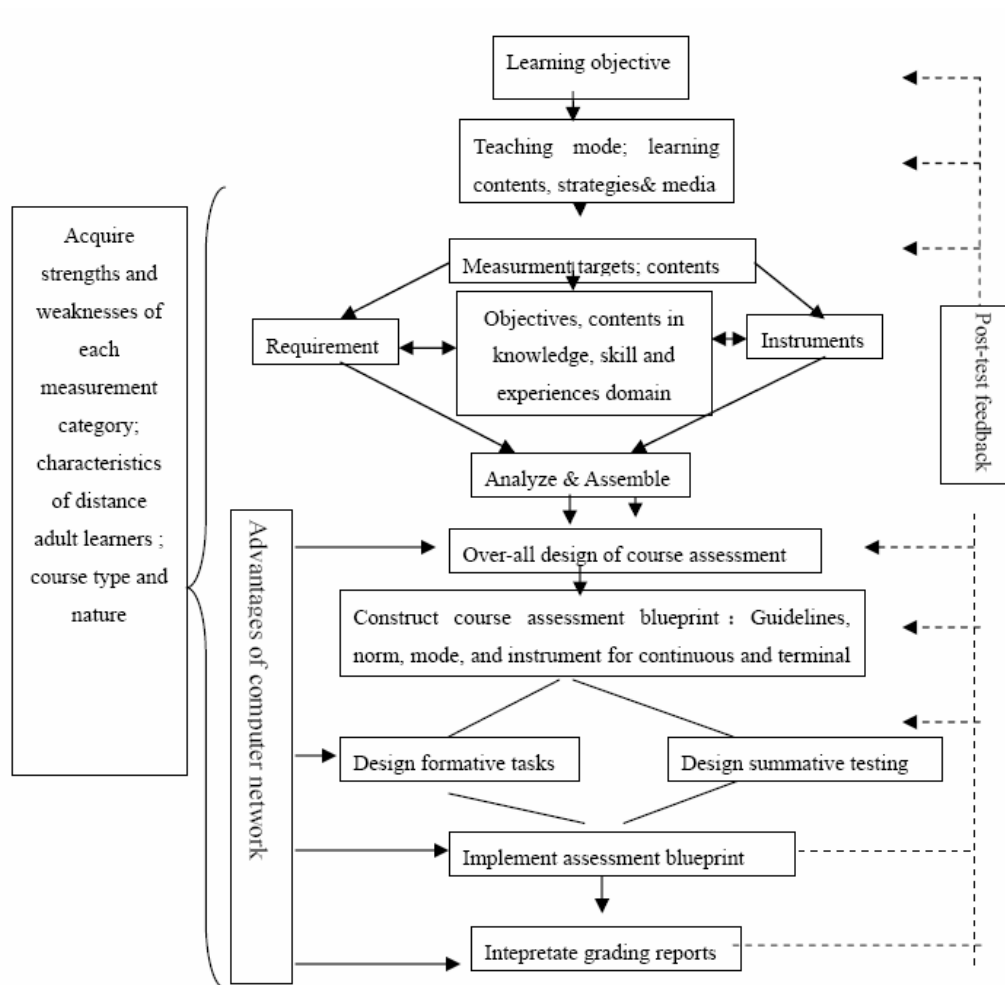 Learning objective
Teaching mode; learning
contents, strategies& media
Acquire
strengths and
weaknesses of
each
measurement
category;
characteristics
of distance
adult learners ;
course type and
nature
Measurment targets; contents
Requirement
Objectives, contents in
knowledge, skill and
experiences domain
Instruments
Post-test feedback
Analyze & Assemble
Advantages of computer network
Over-all design of course assessment
Construct course assessment blueprint：Guidelines,
norm, mode, and instrument for continuous and terminal
Design formative tasks
Design summative testing
Implement assessment blueprint
Intepretate grading reports